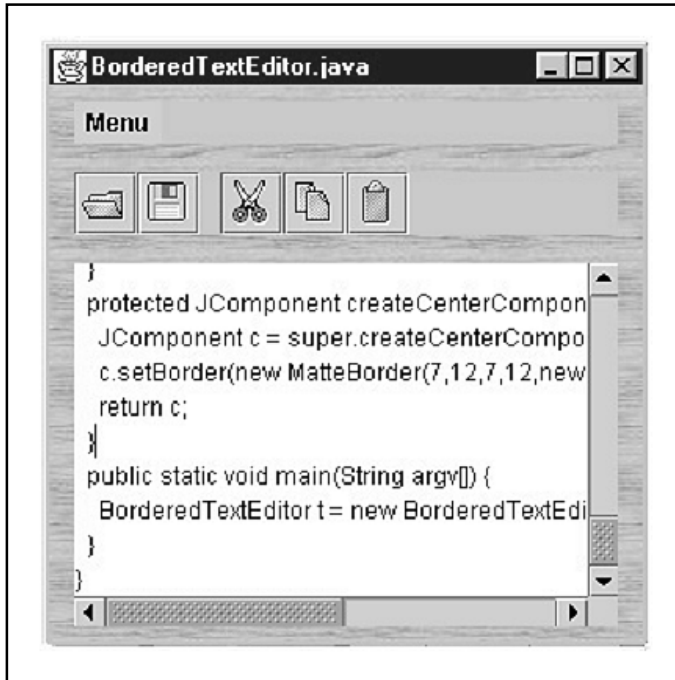 BorderedTextEditor.java
Menu
}
protected JComponent createCenterCompon
JComponent c = super.createCenterCompo
c.setBorder(new MatteBorder(7,12,7,12,new
return c;
}
public static void main(String argv[]) {
BorderedTextEditor t = new BorderedTextEdi
}
}